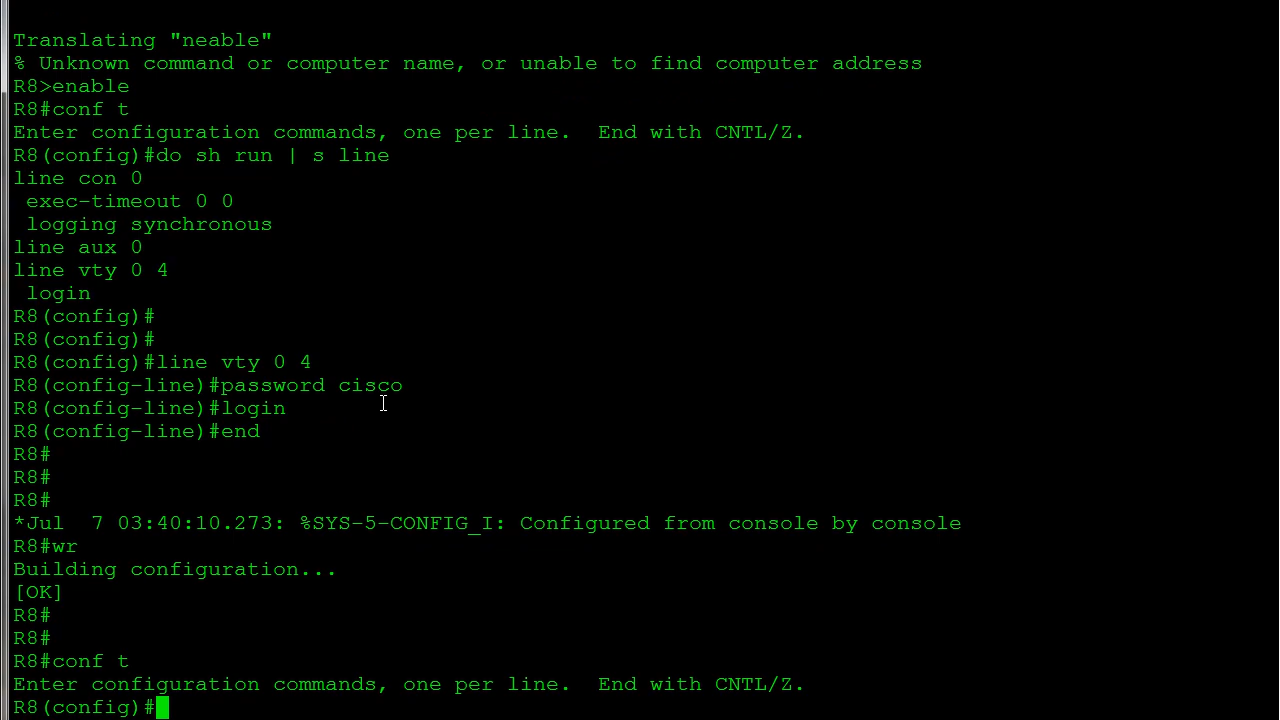 Translating "neable"
% Unknown command or computer name, or unable to find computer address
R8>enable
R8#conf t
Enter configuration commands, one per line.  End with CNTL/Z.
R8(config)#do sh run | s line
line con 0
 exec-timeout 0 0
 logging synchronous
line aux 0
line vty 0 4
 login
R8(config)#
R8(config)#
R8(config)#line vty 0 4
R8(config-line)#password cisco
R8(config-line)#login
R8(config-line)#end
R8#
R8#
R8#
*Jul  7 03:40:10.273: %SYS-5-CONFIG_I: Configured from console by console
R8#wr
Building configuration...
[OK]
R8#
R8#
R8#conf t
Enter configuration commands, one per line.  End with CNTL/Z.
R8(config)#